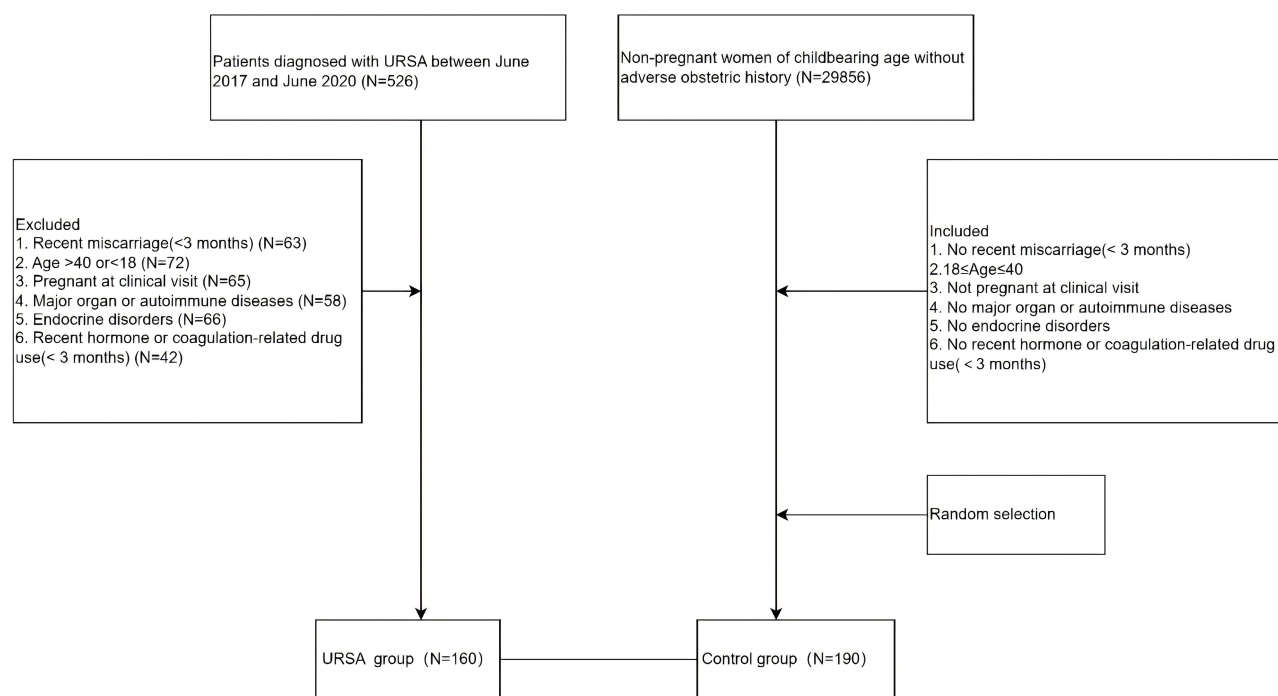 Patients diagnosed with URSA between June
2017 and June 2020 (N=526)
Non-pregnant women of childbearing age without
adverse obstetric history (N=29856)
Excluded
1. Recent miscarriage(<3 months) (N=63)
2. Age >40 or<18 (N=72)
3. Pregnant at clinical visit (N=65)
4. Major organ or autoimmune diseases (N=58)
5. Endocrine disorders (N=66)
6. Recent hormone or coagulation-related drug
use(< 3 months) (N=42)
Included
1. No recent miscarriage(< 3 months)
2.18≤Age≤40
3. Not pregnant at clinical visit
4. No major organ or autoimmune diseases
5. No endocrine disorders
6. No recent hormone or coagulation-related drug
use( < 3 months)
Random selection
URSA group (N=160)
Control group (N=190)